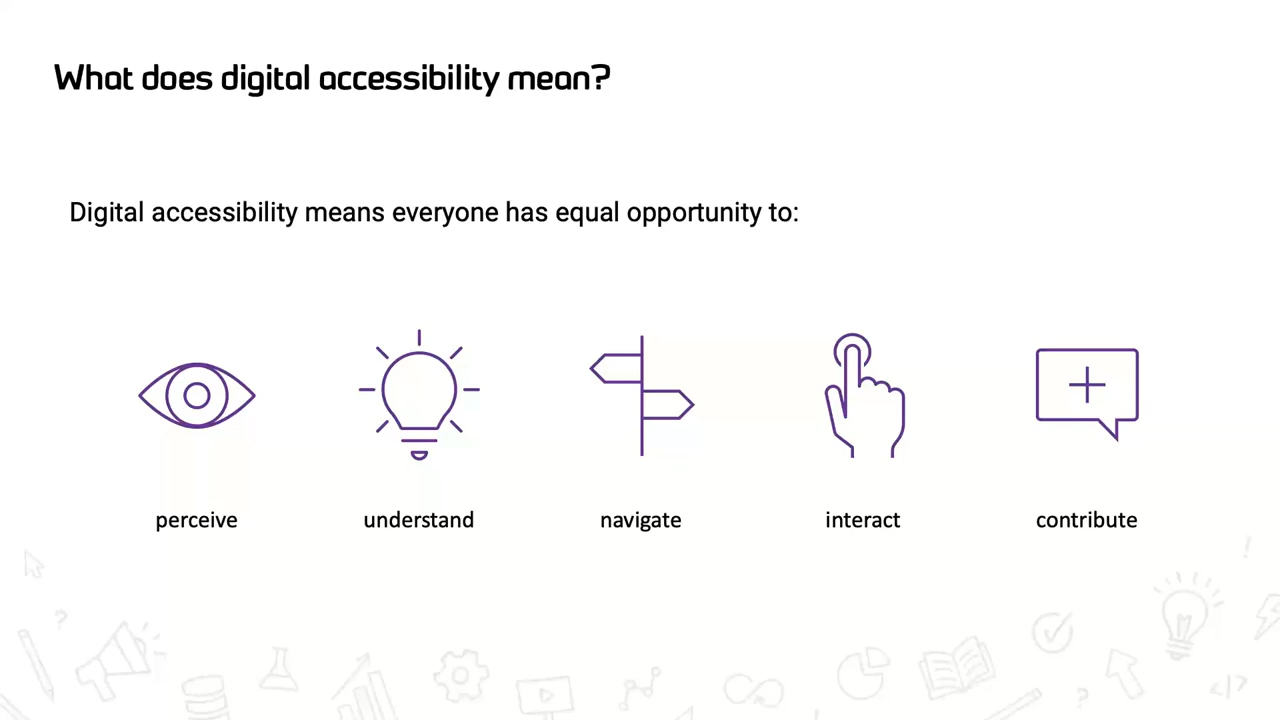 What does digital accessibility mean?
Digital accessibility means everyone has equal opportunity to:
perceive
understand
navigate
interact
contribute